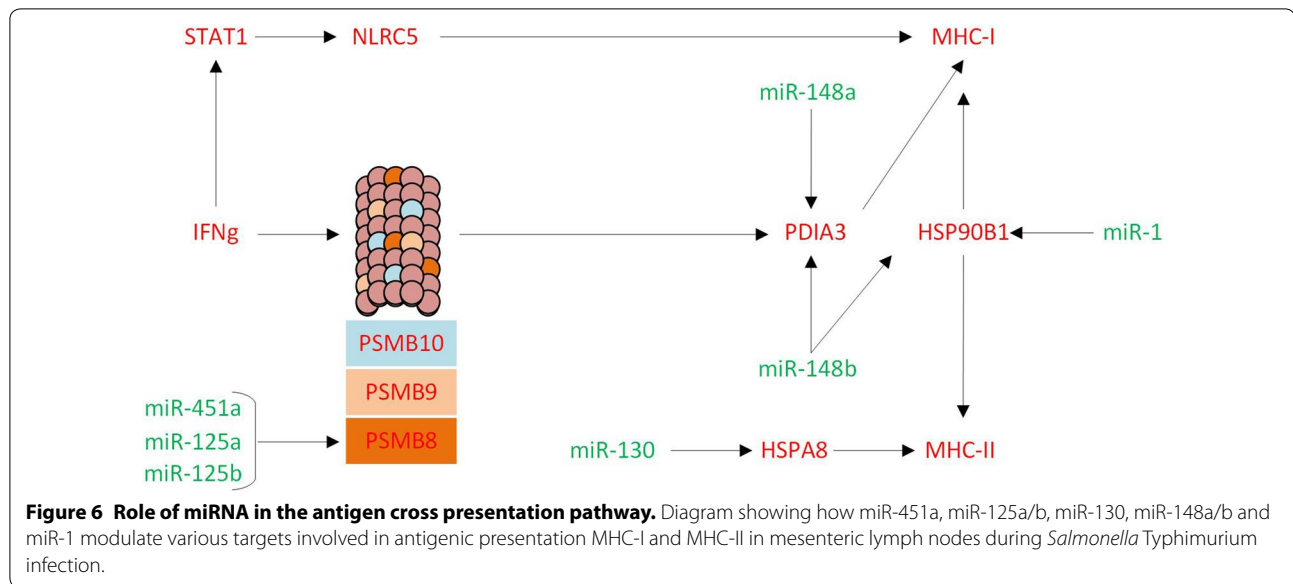 STAT1 NLRC5 MHC-I
miR-148a
IFNg PDIA3 HSP90B1 miR-1
PSMB10
miR-148b
PSMB9
miR-451a
miR-125a PSMB8
miR-130 HSPA8 MHC-II
miR-125b
Figure 6 Role of miRNA in the antigen cross presentation pathway. Diagram showing how miR-451a, miR-125a/b, miR-130, miR-148a/b and
miR-1 modulate various targets involved in antigenic presentation MHC-I and MHC-II in mesenteric lymph nodes during Salmonella Typhimurium
infection.